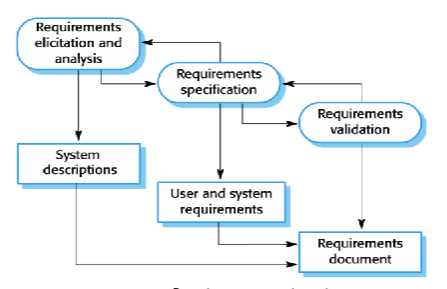 Requirements
elicitation and
analysis
Requirements
specification
Requirements
validation
System
descriptions
User and system
requirements
Requirements
document